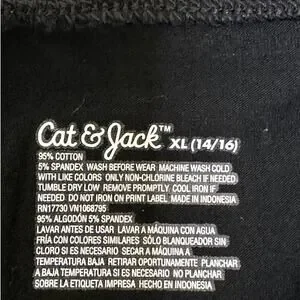 Cat & Jack™ XL (14/16)
95% COTTON
5% SPANDEX WASH BEFORE WEAR MACHINE WASH COLD
WITH LIKE COLORS ONLY NON-CHLORINE BLEACH IF NEEDED
TUMBLE DRY LOW REMOVE PROMPTLY COOL IRON IF
NEEDED DO NOT IRON ON PRINT LABEL MADE IN INDONESIA
RN17730 VN1068795
95% ALGODÓN 5% SPANDEX
LAVAR ANTES DE USAR LAVAR A MÁQUINA CON AGUA
FRÍA CON COLORES SIMILARES SÓLO BLANQUEADOR SIN
CLORO SI ES NECESARIO SECAR A MÁQUINA A
TEMPERATURA BAJA RETIRAR OPORTUNAMENTE PLANCHAR
A BAJA TEMPERATURA SI ES NECESARIO NO PLANCHAR
SOBRE LA ETIQUETA IMPRESA HECHO EN INDONESIA